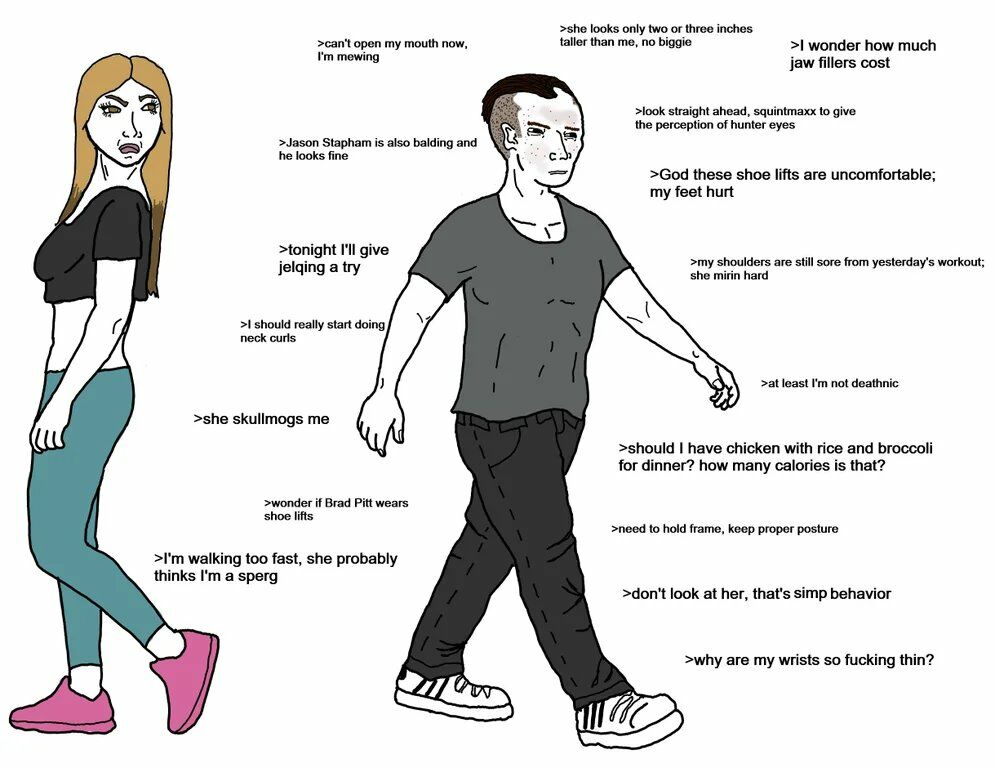 >can't open my mouth now,
I'm mewing
>she looks only two or three inches
taller than me, no biggie
>I wonder how much
jaw fillers cost
>look straight ahead, squintmaxx to give
the perception of hunter eyes
>Jason Stapham is also balding and
he looks fine
>God these shoe lifts are uncomfortable;
my feet hurt
>tonight I'll give
jelqing a try
>my shoulders are still sore from yesterday's workout;
she mirin hard
>I should really start doing
neck curls
>at least I'm not deathnic
>she skullmogs me
>should I have chicken with rice and broccoli
for dinner? how many calories is that?
>wonder if Brad Pitt wears
shoe lifts
>need to hold frame, keep proper posture
>I'm walking too fast, she probably
thinks I'm a sperg
>don't look at her, that's simp behavior
>why are my wrists so fucking thin?